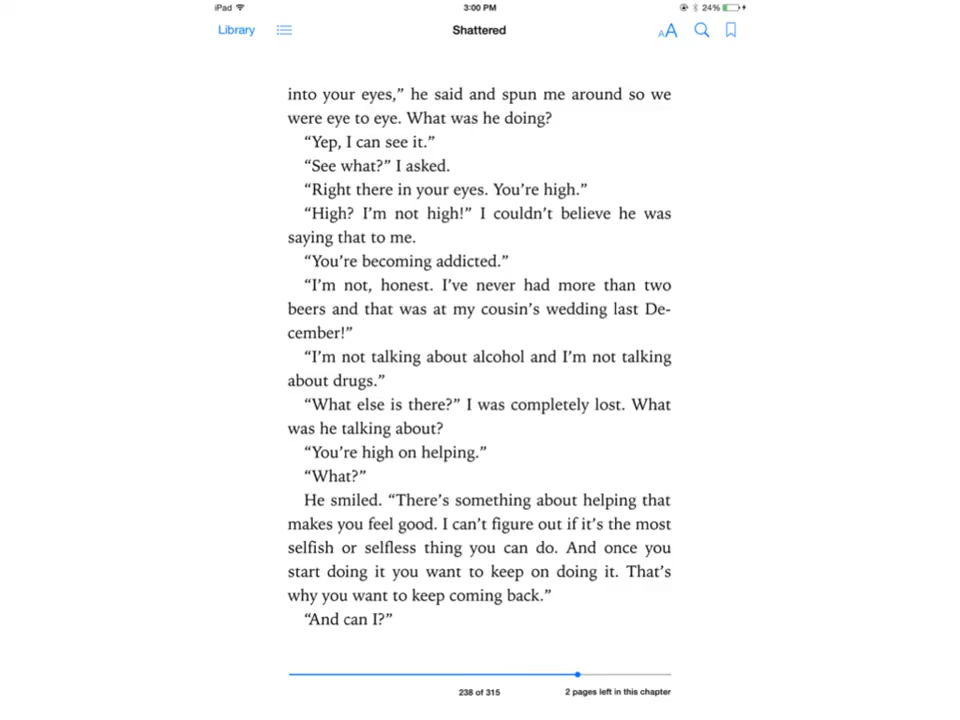 iPad 3:00 PM 24%
Library Shattered AA
into your eyes,” he said and spun me around so we
were eye to eye. What was he doing?
“Yep, I can see it.”
“See what?” I asked.
“Right there in your eyes. You’re high.”
“High? I’m not high!” I couldn’t believe he was
saying that to me.
“You’re becoming addicted.”
“I’m not, honest. I’ve never had more than two
beers and that was at my cousin’s wedding last De-
cember!”
“I’m not talking about alcohol and I’m not talking
about drugs.”
“What else is there?” I was completely lost. What
was he talking about?
“You’re high on helping.”
“What?”
He smiled. “There’s something about helping that
makes you feel good. I can’t figure out if it’s the most
selfish or selfless thing you can do. And once you
start doing it you want to keep on doing it. That’s
why you want to keep coming back.”
“And can I?”
238 of 315 2 pages left in this chapter